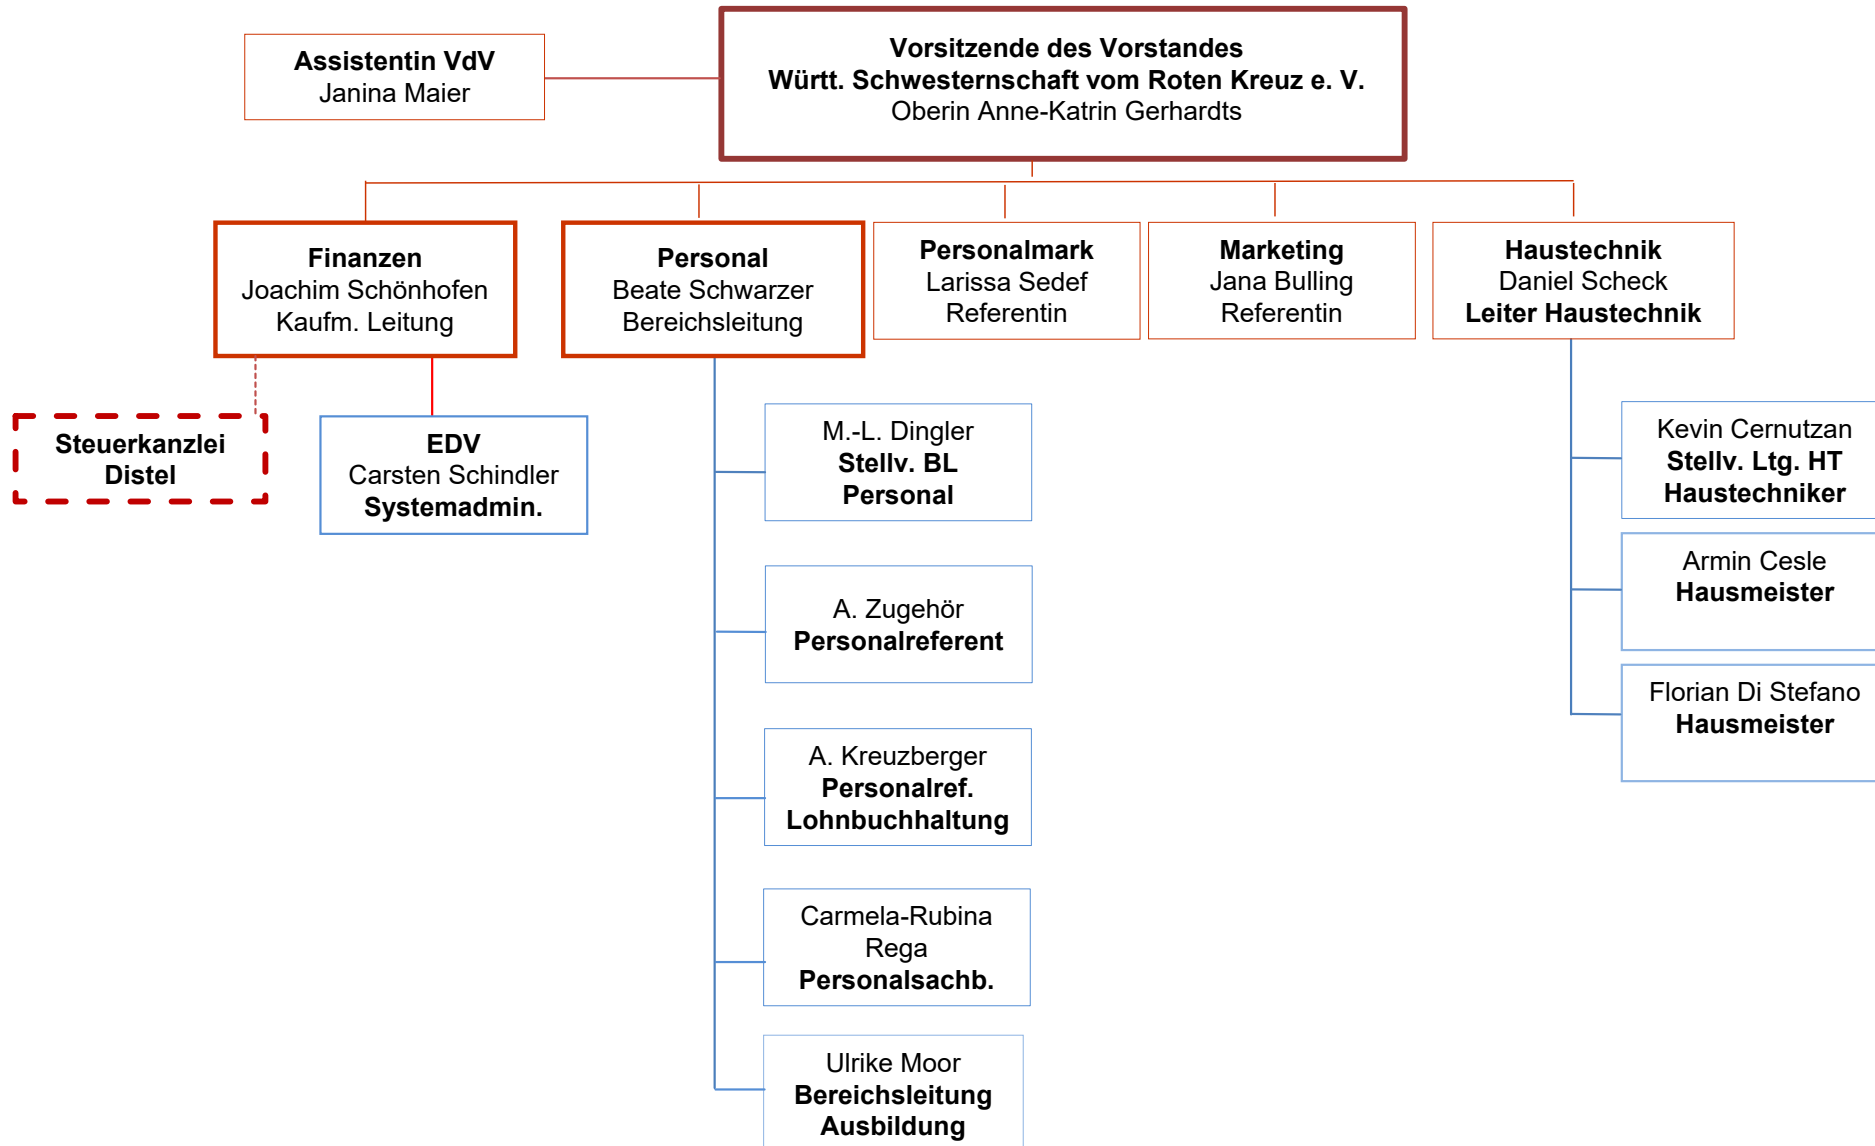 Assistentin VdV
Janina Maier
Vorsitzende des Vorstandes
Württ. Schwesternschaft vom Roten Kreuz e. V.
Oberin Anne-Katrin Gerhardts
Finanzen
Joachim Schönhofen
Kaufm. Leitung
Personal
Beate Schwarzer
Bereichsleitung
Personalmark
Larissa Sedef
Referentin
Marketing
Jana Bulling
Referentin
Haustechnik
Daniel Scheck
Leiter Haustechnik
Steuerkanzlei
Distel
EDV
Carsten Schindler
Systemadmin.
M.-L. Dingler
Stellv. BL
Personal
A. Zugehör
Personalreferent
A. Kreuzberger
Personalref.
Lohnbuchhaltung
Carmela-Rubina
Rega
Personalsachb.
Ulrike Moor
Bereichsleitung
Ausbildung
Kevin Cernutzan
Stellv. Ltg. HT
Haustechniker
Armin Cesle
Hausmeister
Florian Di Stefano
Hausmeister